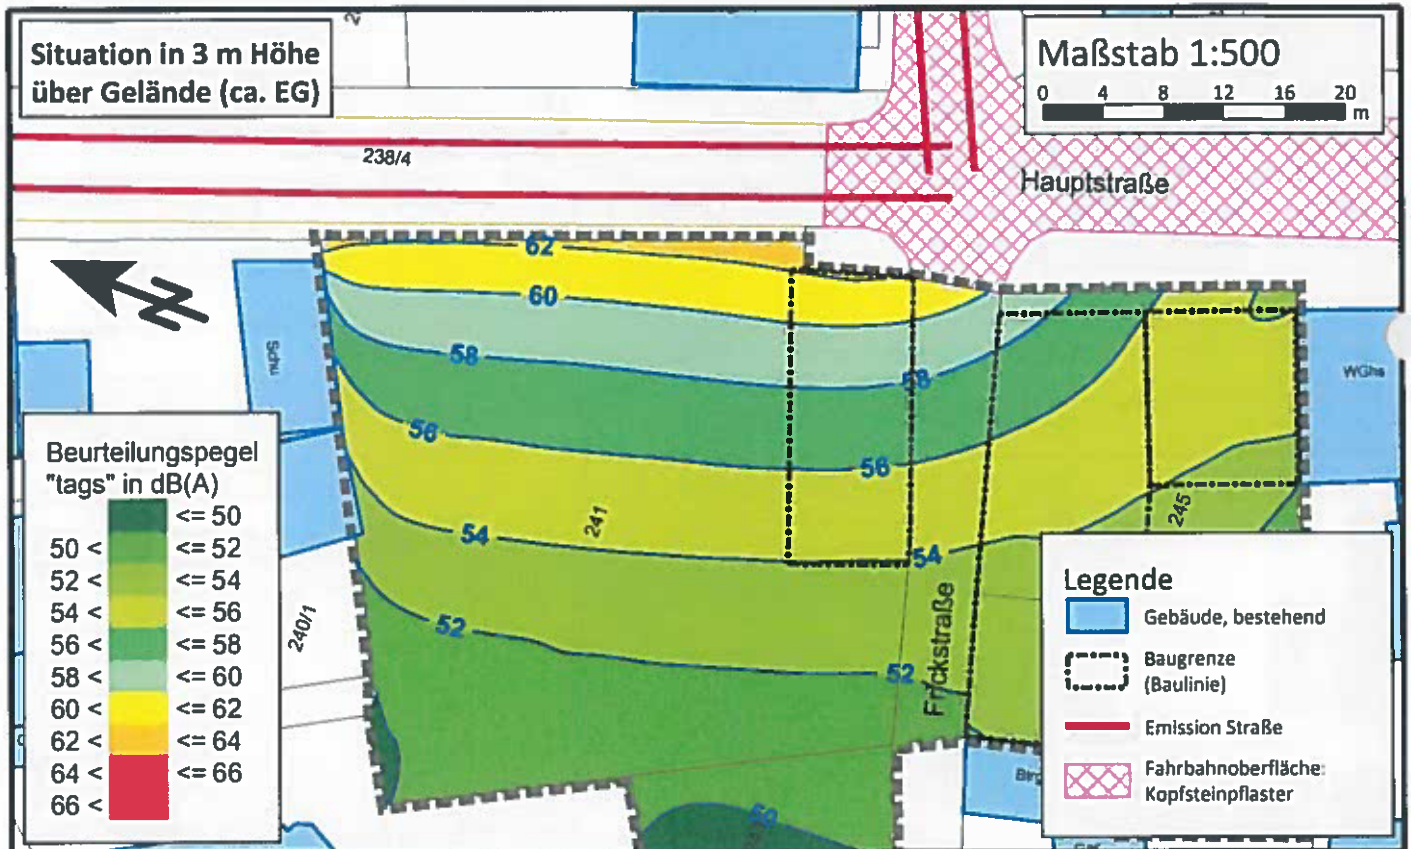 Situation in 3 m Höhe
über Gelände (ca. EG)
Maßstab 1:500
0 4 8 12 16 20
m
238/4
Hauptstraße
62
60
58
58
56
56
54
54
52
52
50
Schu
WGhs
241
245
240/1
Frickstraße
Beurteilungspegel
"tags" in dB(A)
<= 50
50 < <= 52
52 < <= 54
54 < <= 56
56 < <= 58
58 < <= 60
60 < <= 62
62 < <= 64
64 < <= 66
66 <
Legende
Gebäude, bestehend
Baugrenze
(Baulinie)
Emission Straße
Fahrbahnoberfläche:
Kopfsteinpflaster